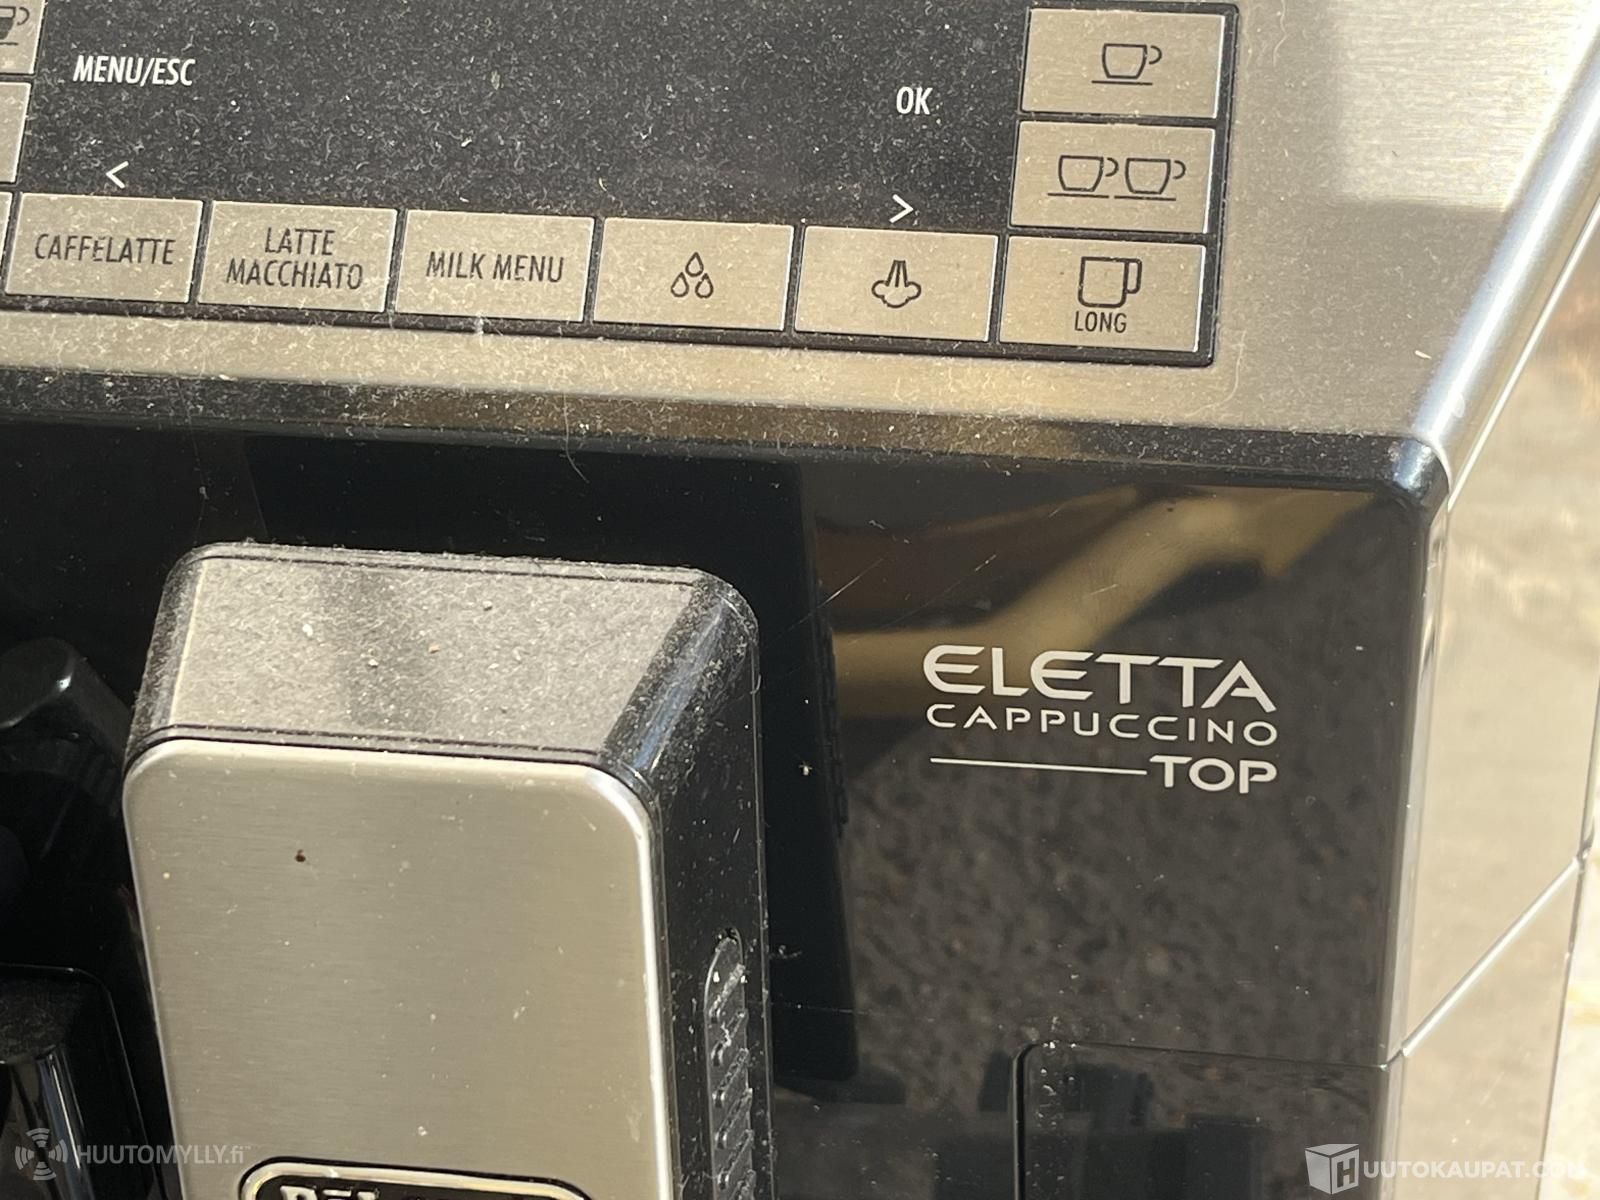 MENU/ESC
OK
<
>
CAFFELATTE
LATTE
MACCHIATO
MILK MENU
LONG
ELETTA
CAPPUCCINO
TOP
HUUTOMYLLY.fi
HUUTOKAUPAT.COM